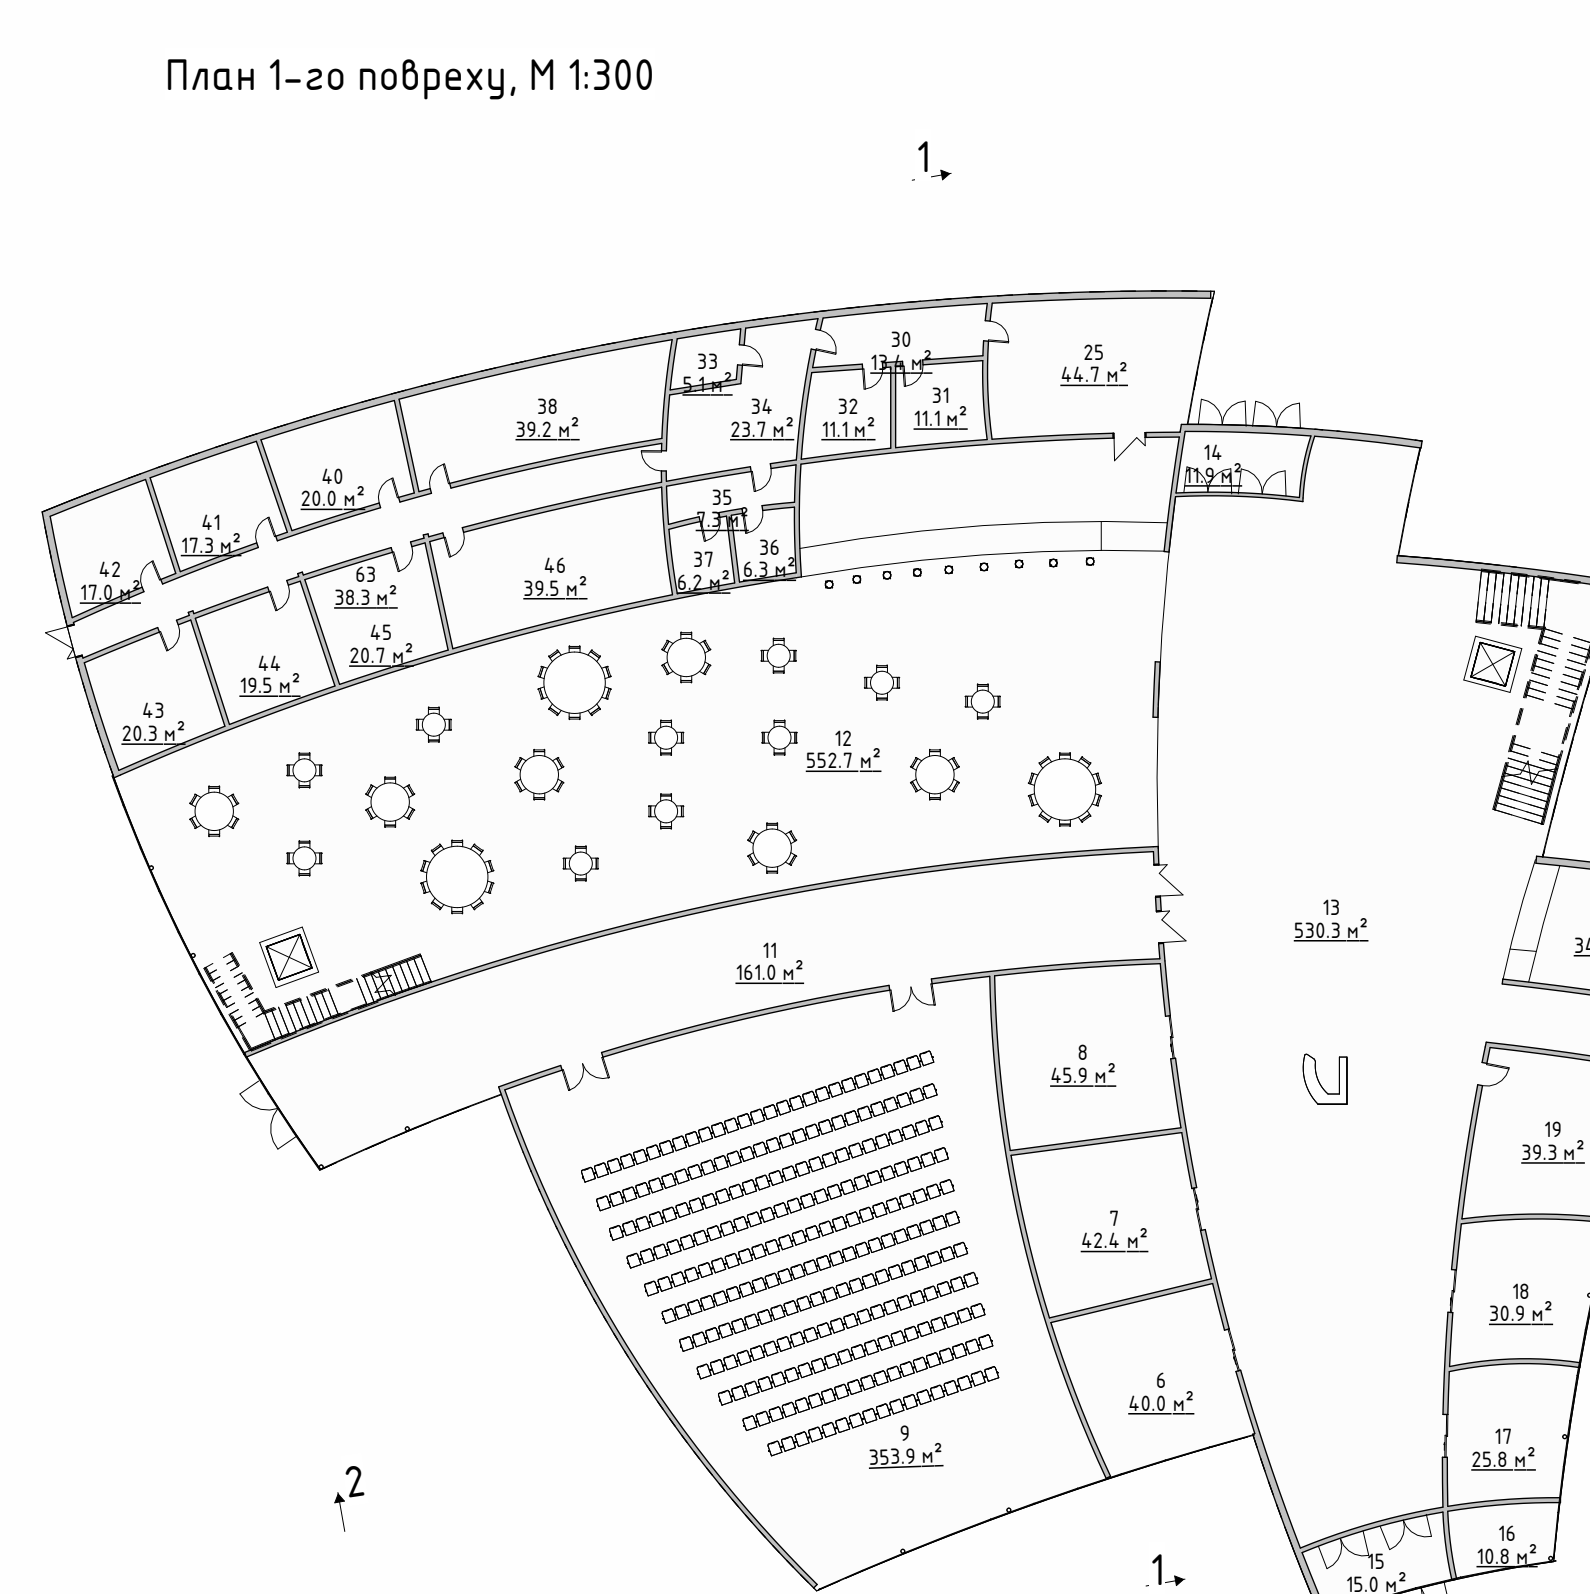 План 1-го повреху, М 1:300
1
30
13.4 м²
33
5.1 м²
25
44.7 м²
38
39.2 м²
34
23.7 м²
32
11.1 м²
31
11.1 м²
14
11.9 м²
40
20.0 м²
35
7.3 м²
41
17.3 м²
36
6.3 м²
37
6.2 м²
46
39.5 м²
42
17.0 м²
63
38.3 м²
45
20.7 м²
44
19.5 м²
43
20.3 м²
12
552.7 м²
13
530.3 м²
34
11
161.0 м²
8
45.9 м²
19
39.3 м²
7
42.4 м²
18
30.9 м²
6
40.0 м²
9
353.9 м²
17
25.8 м²
2
16
10.8 м²
15
15.0 м²
1